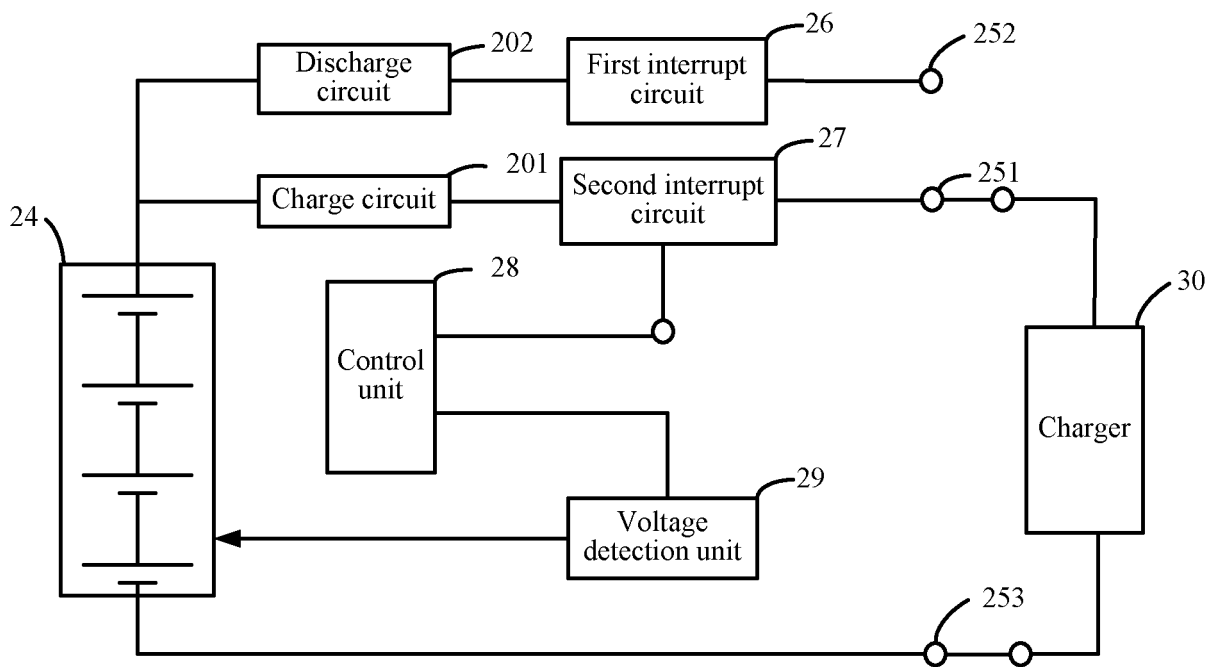 202
26
252
Discharge
circuit
First interrupt
circuit
201
27
251
Charge circuit
Second interrupt
circuit
24
28
30
Control
unit
Charger
29
Voltage
detection unit
253